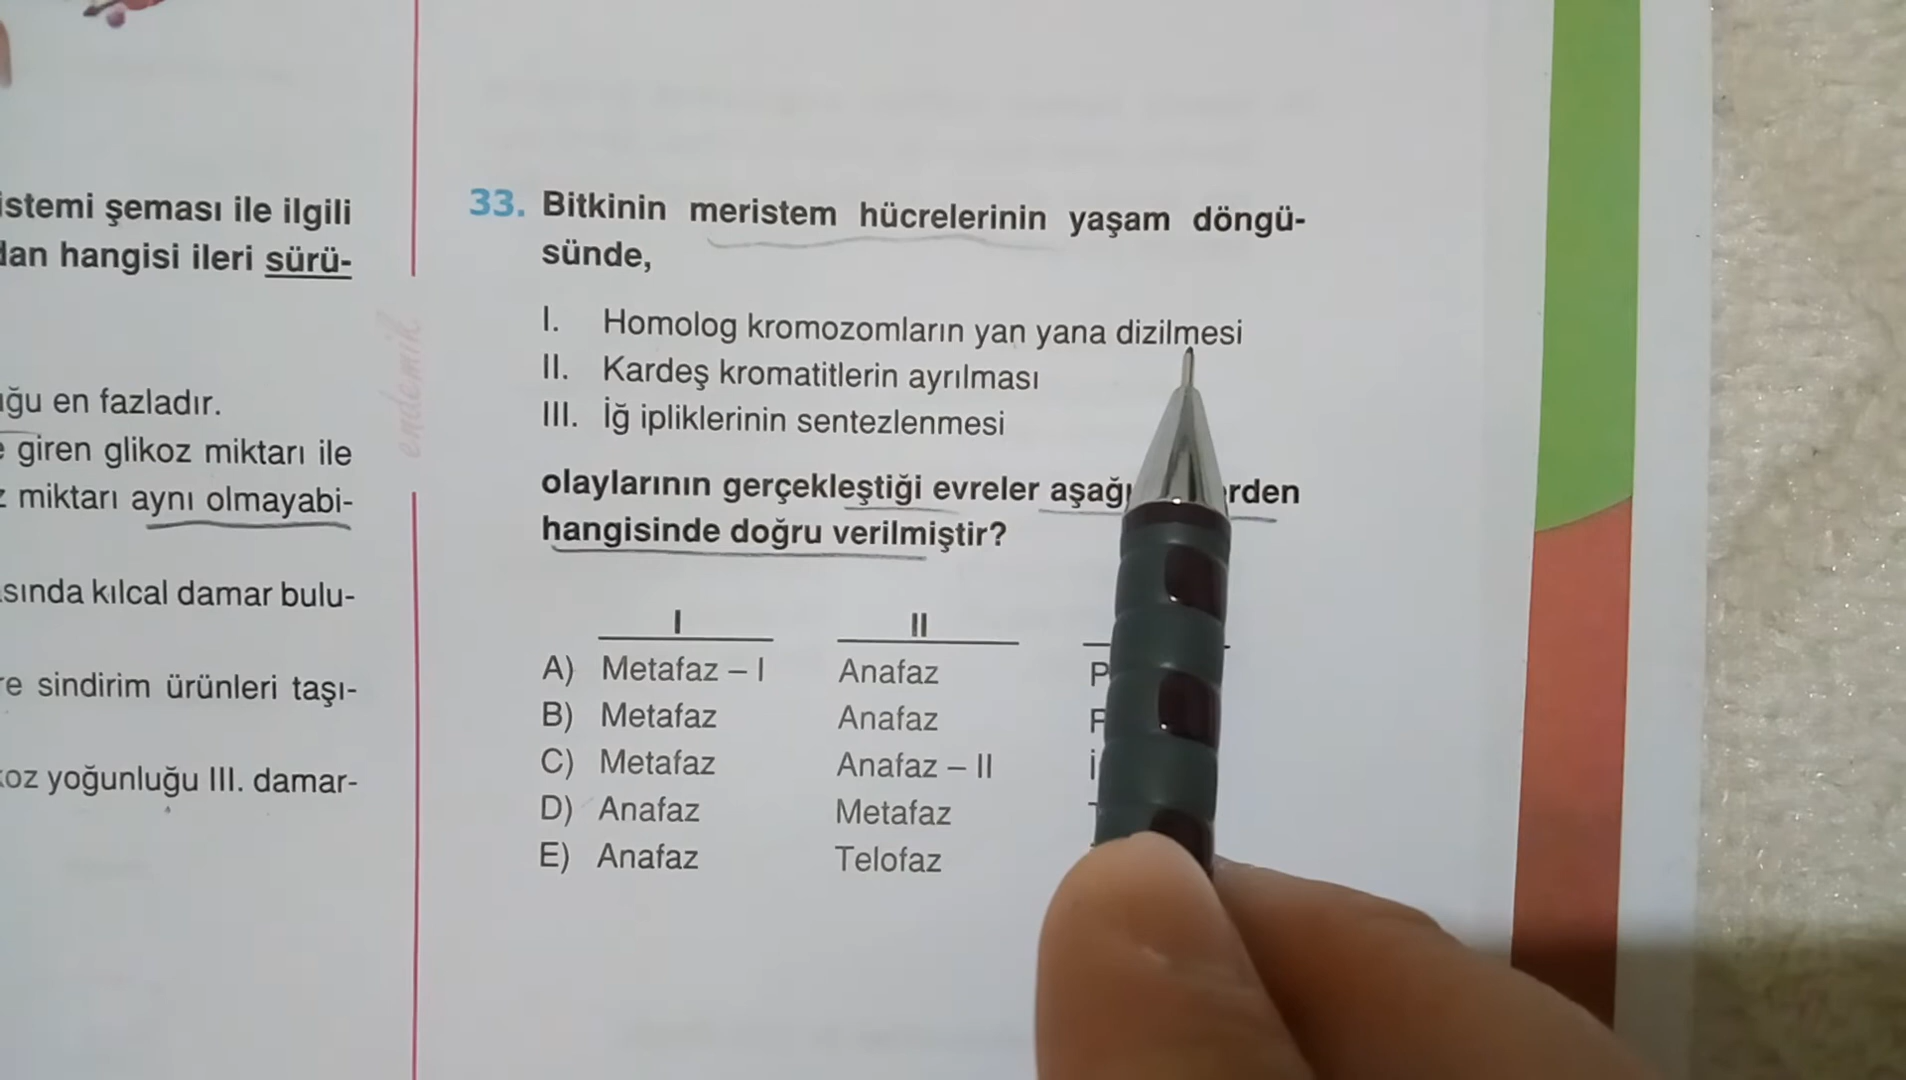 istemi şeması ile ilgili
dan hangisi ileri sürü-
ğu en fazladır.
giren glikoz miktarı ile
miktarı aynı olmayabi-
sında kılcal damar bulu-
re sindirim ürünleri taşı-
koz yoğunluğu III. damar-
endemik
33. Bitkinin meristem hücrelerinin yaşam döngü-
sünde,
I. Homolog kromozomların yan yana dizilmesi
II. Kardeş kromatitlerin ayrılması
III. İğ ipliklerinin sentezlenmesi
olaylarının gerçekleştiği evreler aşağı rden
hangisinde doğru verilmiştir?
I II
A) Metafaz – I Anafaz P
B) Metafaz Anafaz
C) Metafaz Anafaz – II İ
D) Anafaz Metafaz
E) Anafaz Telofaz